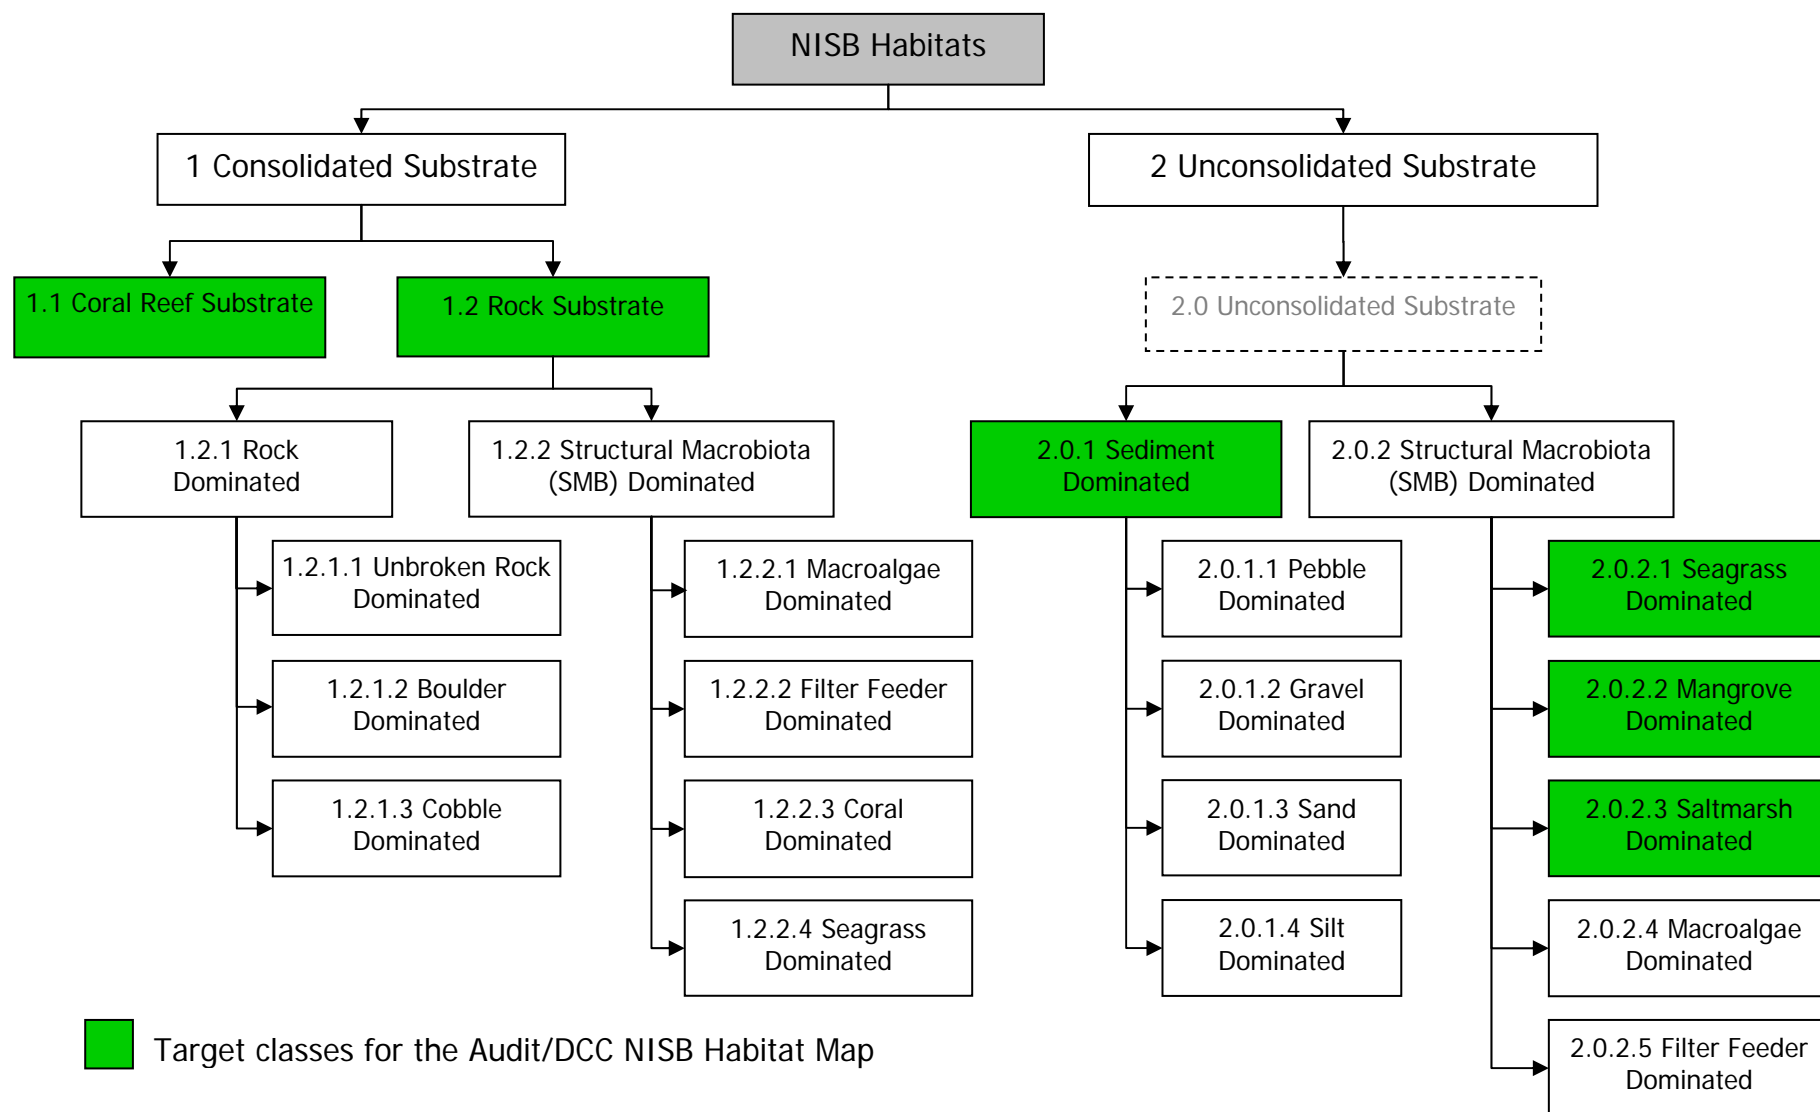 NISB Habitats
1 Consolidated Substrate
2 Unconsolidated Substrate
1.1 Coral Reef Substrate
1.2 Rock Substrate
2.0 Unconsolidated Substrate
1.2.1 Rock
Dominated
1.2.2 Structural Macrobiota
(SMB) Dominated
2.0.1 Sediment
Dominated
2.0.2 Structural Macrobiota
(SMB) Dominated
1.2.1.1 Unbroken Rock
Dominated
1.2.1.2 Boulder
Dominated
1.2.1.3 Cobble
Dominated
1.2.2.1 Macroalgae
Dominated
1.2.2.2 Filter Feeder
Dominated
1.2.2.3 Coral
Dominated
1.2.2.4 Seagrass
Dominated
2.0.1.1 Pebble
Dominated
2.0.1.2 Gravel
Dominated
2.0.1.3 Sand
Dominated
2.0.1.4 Silt
Dominated
2.0.2.1 Seagrass
Dominated
2.0.2.2 Mangrove
Dominated
2.0.2.3 Saltmarsh
Dominated
2.0.2.4 Macroalgae
Dominated
2.0.2.5 Filter Feeder
Dominated
Target classes for the Audit/DCC NISB Habitat Map